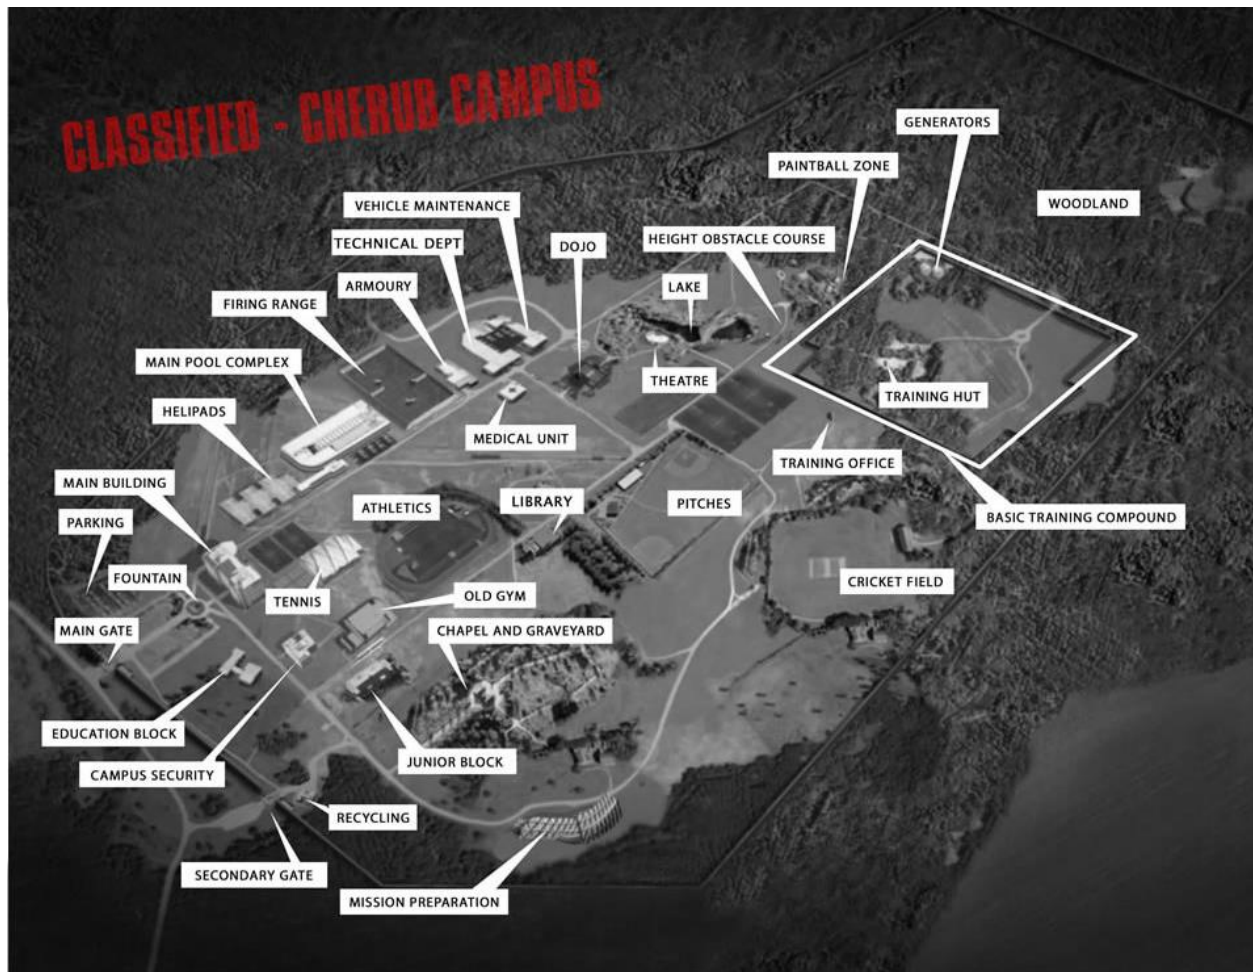 CLASSIFIED - CHERUB CAMPUS
GENERATORS
PAINTBALL ZONE
WOODLAND
VEHICLE MAINTENANCE
TECHNICAL DEPT
DOJO
HEIGHT OBSTACLE COURSE
ARMOURY
LAKE
FIRING RANGE
MAIN POOL COMPLEX
THEATRE
TRAINING HUT
HELIPADS
MEDICAL UNIT
TRAINING OFFICE
MAIN BUILDING
ATHLETICS
LIBRARY
PITCHES
BASIC TRAINING COMPOUND
PARKING
FOUNTAIN
CRICKET FIELD
TENNIS
OLD GYM
MAIN GATE
CHAPEL AND GRAVEYARD
EDUCATION BLOCK
JUNIOR BLOCK
CAMPUS SECURITY
RECYCLING
SECONDARY GATE
MISSION PREPARATION